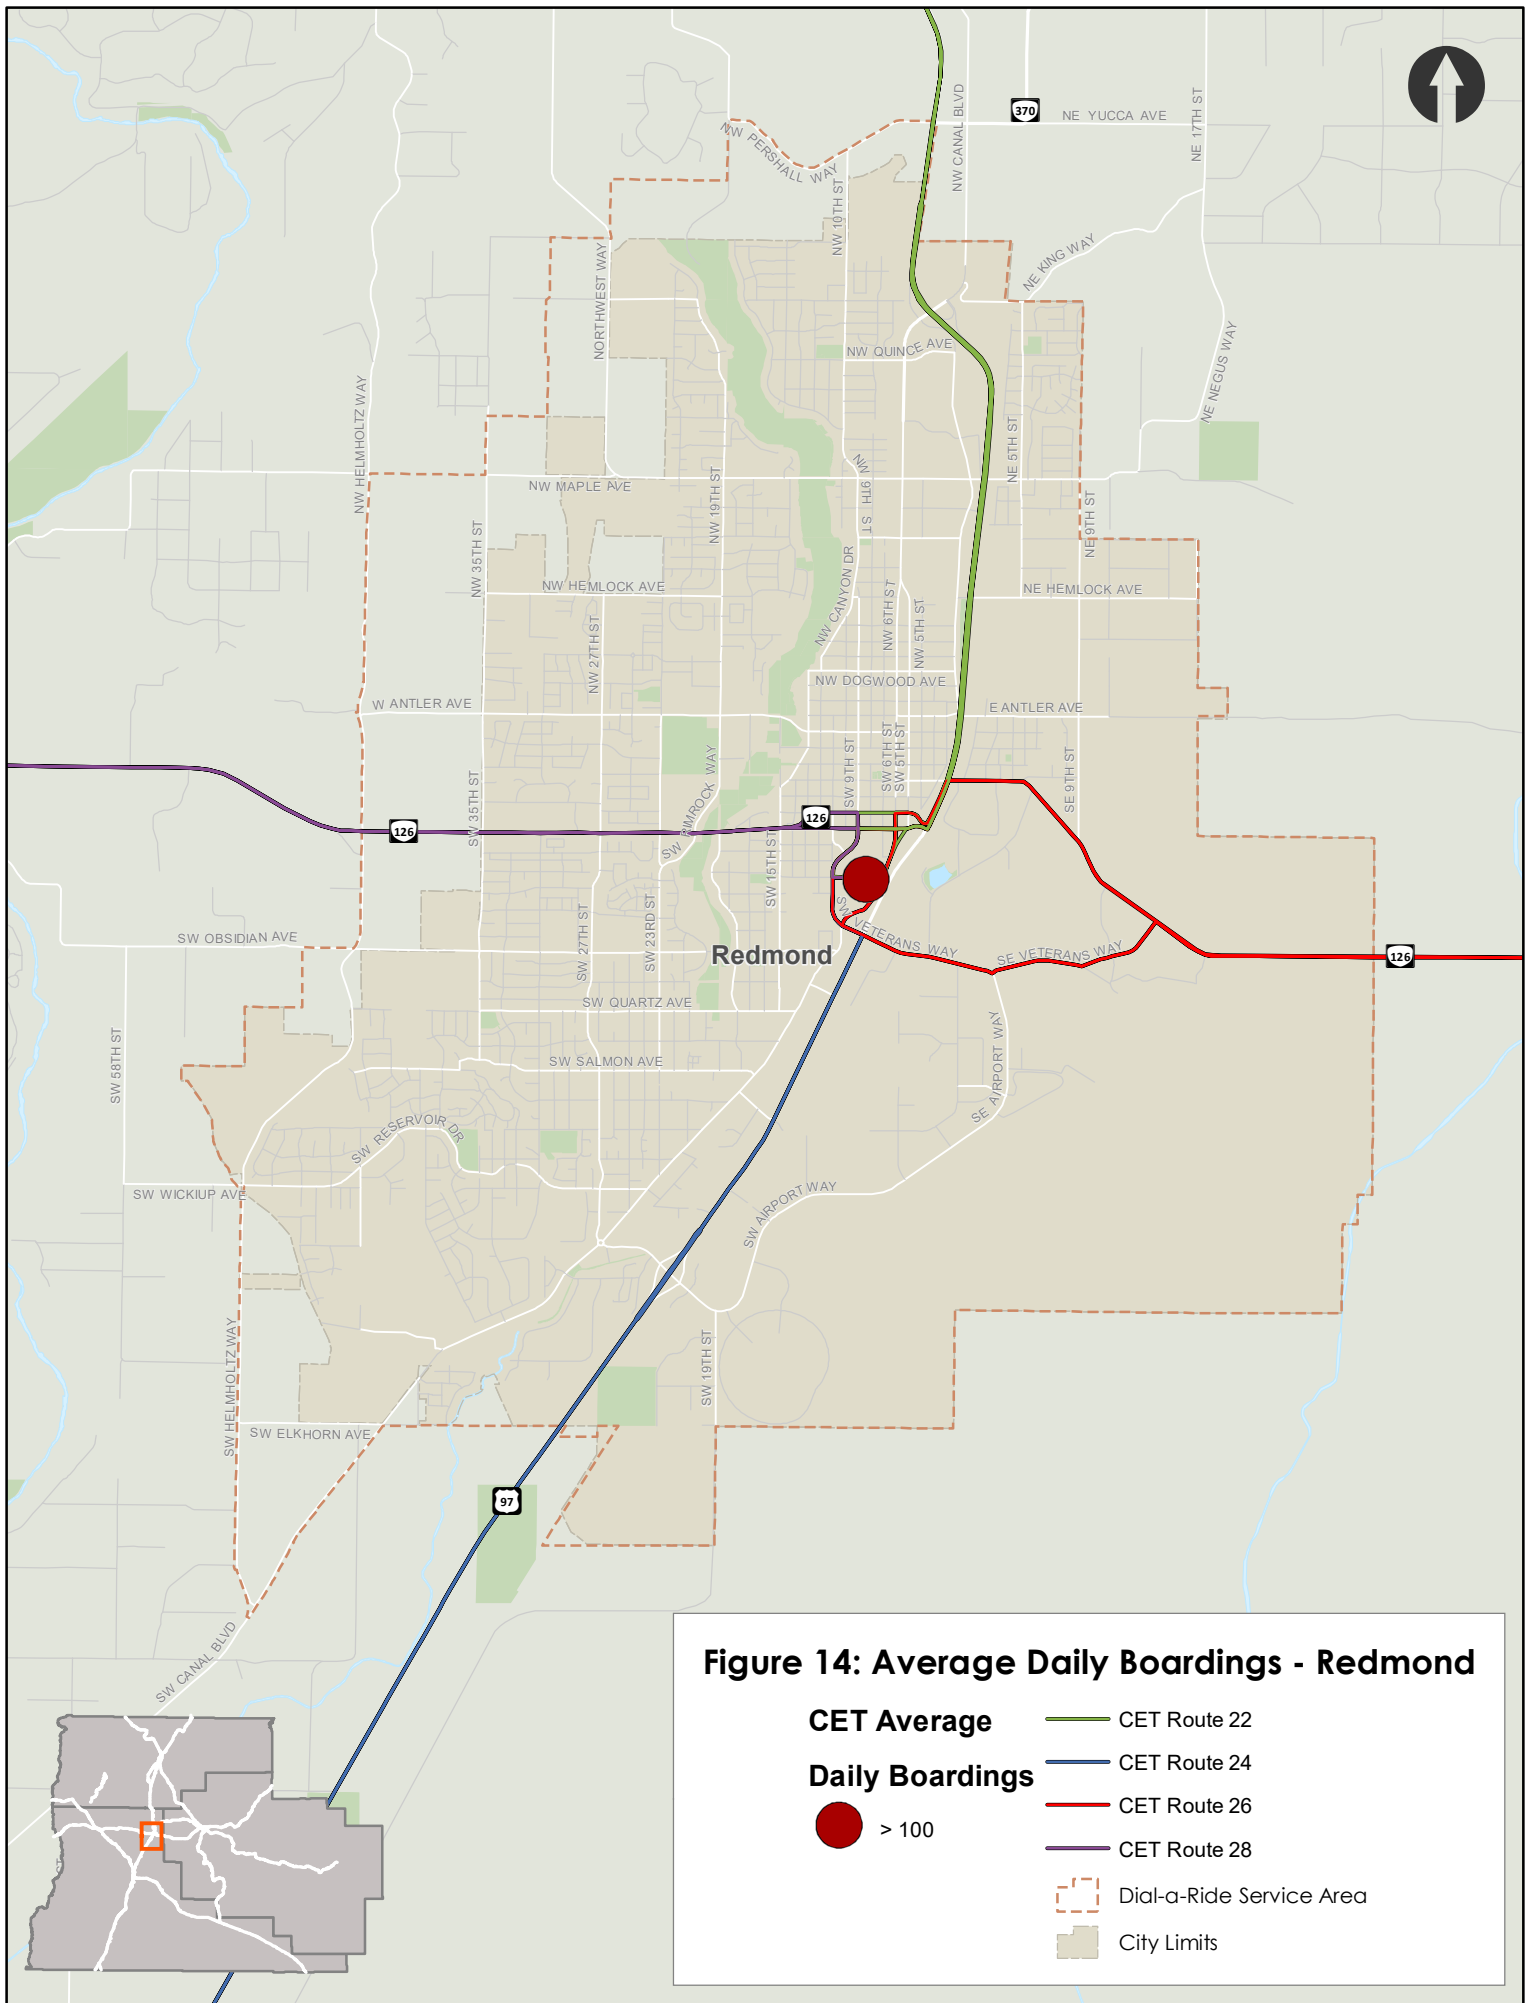 370
NE YUCCA AVE
NW CANAL BLVD
NE 17TH ST
NW PERSHALL WAY
NW 10TH ST
NE KING WAY
NORTHWEST WAY
NW QUINCE AVE
NE NEGUS WAY
NW HELMHOLTZ WAY
NE 5TH ST
NW MAPLE AVE
NW 19TH ST
NW 9TH ST
NE 9TH ST
NW 35TH ST
NW HEMLOCK AVE
NW CANYON DR
NW 6TH ST
NE HEMLOCK AVE
NW 27TH ST
NW 5TH ST
NW DOGWOOD AVE
W ANTLER AVE
E ANTLER AVE
SW 9TH ST
SW 6TH ST
SW 5TH ST
SE 9TH ST
SW 35TH ST
SW RIMROCK WAY
126
126
SW 15TH ST
SW 27TH ST
SW 23RD ST
SW OBSIDIAN AVE
SW VETERANS WAY
SE VETERANS WAY
Redmond
126
SW QUARTZ AVE
SW 58TH ST
SW SALMON AVE
SE AIRPORT WAY
SW RESERVOIR DR
SW WICKIUP AVE
SW AIRPORT WAY
SW HELMHOLTZ WAY
SW 19TH ST
SW ELKHORN AVE
97
SW CANAL BLVD
Figure 14: Average Daily Boardings - Redmond
CET Average
Daily Boardings
> 100
CET Route 22
CET Route 24
CET Route 26
CET Route 28
Dial-a-Ride Service Area
City Limits